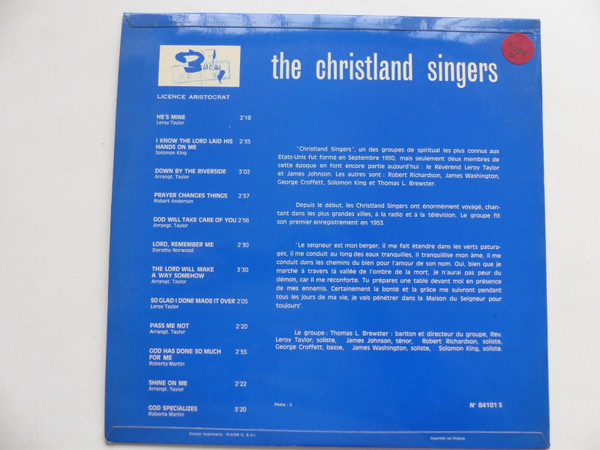 the christland singers
LICENCE ARISTOCRAT
HE'S MINE 2'18
Leroy Taylor
I KNOW THE LORD LAID HIS 2'35
HANDS ON ME
Solomon King
DOWN BY THE RIVERSIDE 3'02
Arrangt. Taylor
PRAYER CHANGES THINGS 2'57
Robert Anderson
GOD WILL TAKE CARE OF YOU 2'56
Arrangt. Taylor
LORD, REMEMBER ME 2'30
Dorothy Norwood
THE LORD WILL MAKE 3'30
A WAY SOMEHOW
Arrangt. Taylor
SO GLAD I DONE MADE IT OVER 2'05
Leroy Taylor
PASS ME NOT 2'20
Arrangt. Taylor
GOD HAS DONE SO MUCH 2'55
FOR ME
Roberta Martin
SHINE ON ME 2'22
Arrangt. Taylor
GOD SPECIALIZES 3'20
Roberta Martin
"Christland Singers", un des groupes de spiritual les plus connus aux
Etats-Unis fut formé en Septembre 1950, mais seulement deux membres de
cette époque en font encore partie aujourd'hui : le Révérend Leroy Taylor
et James Johnson. Les autres sont : Robert Richardson, James Washington,
George Croffett, Solomon King et Thomas L. Brewster.
Depuis le début, les Christland Singers ont énormément voyagé, chan-
tant dans les plus grandes villes, à la radio et à la télévision. Le groupe fit
son premier enregistrement en 1953.
"Le seigneur est mon berger, il me fait étendre dans les verts patura-
ges, il me conduit au long des eaux tranquilles, il tranquillise mon âme, il me
conduit dans les chemins du bien pour l'amour de son nom. Oui, bien que je
marche à travers la vallée de l'ombre de la mort, je n'aurai pas peur du
démon, car il me réconforte. Tu prépares une table devant moi en présence
de mes ennemis. Certainement la bonté et la grâce me suivront pendant
tous les jours de ma vie, je vais pénétrer dans la Maison du Seigneur pour
toujours".
Le groupe : Thomas L. Brewster : bariton et directeur du groupe, Rev.
Leroy Taylor, soliste, James Johnson, ténor, Robert Richardson, soliste,
George Croffett, basse, James Washington, soliste, Solomon King, soliste.
N° 84101 S